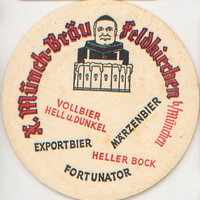 K. Münch-Bräu Feldkirchen b/münchen
VOLLBIER
HELL u. DUNKEL
MÄRZENBIER
EXPORTBIER
HELLER BOCK
FORTUNATOR